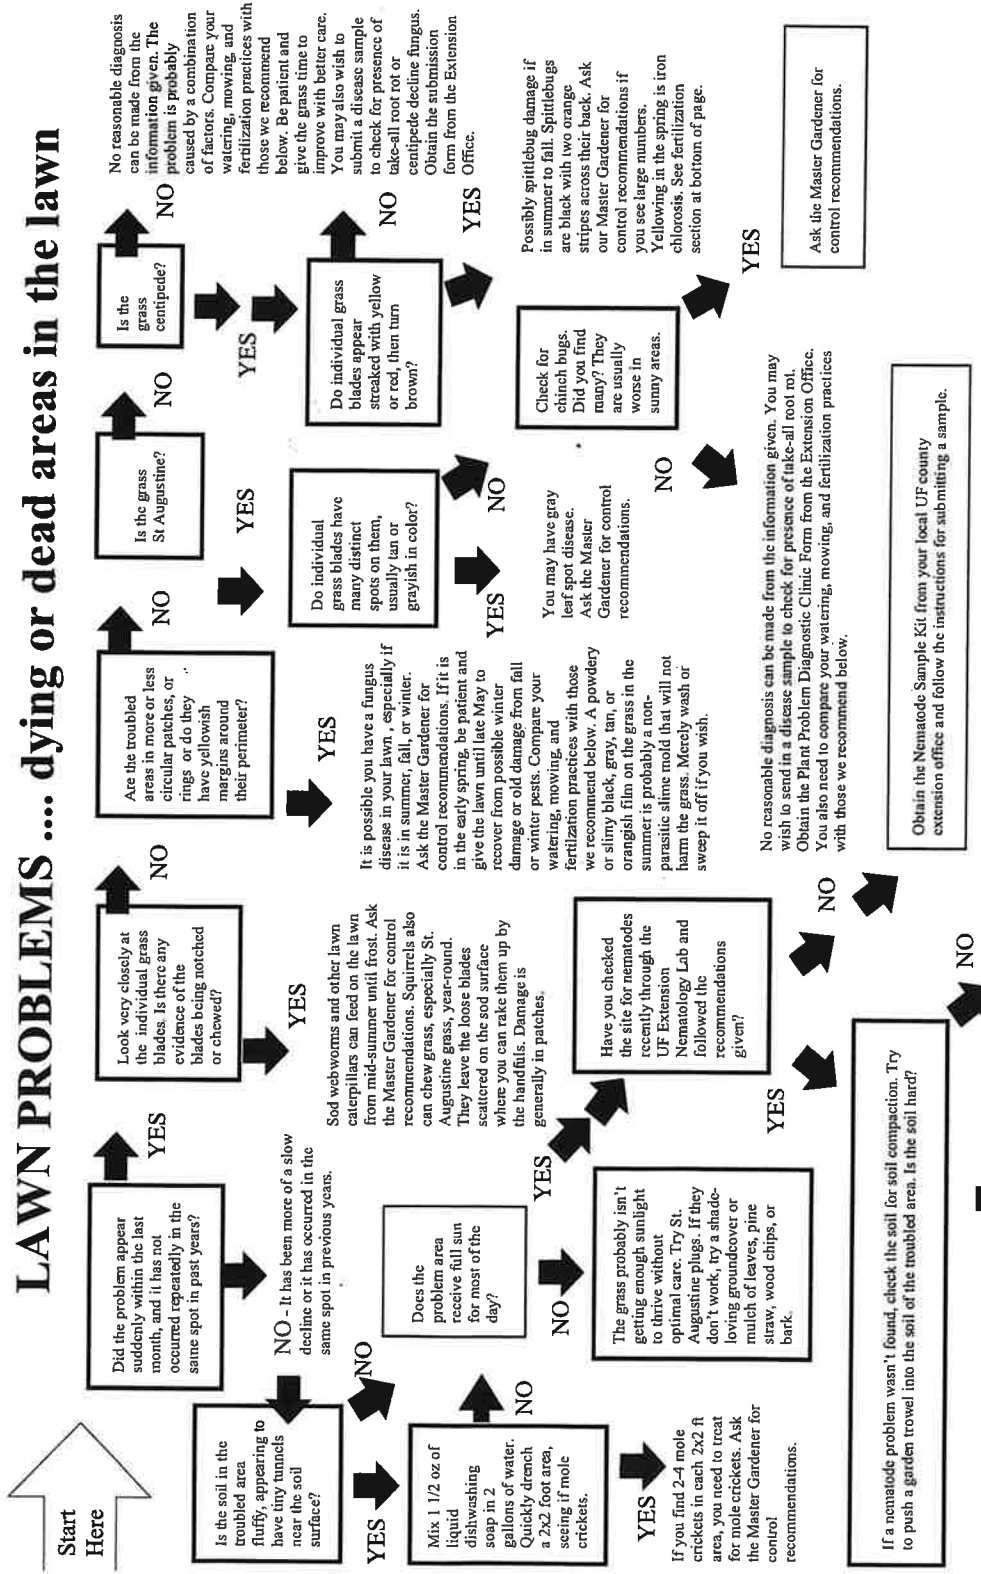 LAWN PROBLEMS .... dying or dead areas in the lawn
Start
Here
Did the problem appear
suddenly within the last
month, and it has not
occurred repeatedly in the
same spot in past years?
YES
NO - It has been more of a slow
decline or it has occurred in the
same spot in previous years.
Look very closely at
the individual grass
blades. Is there any
evidence of the
blades being notched
or chewed?
NO
YES
Sod webworms and other lawn
caterpillars can feed on the lawn
from mid-summer until frost. Ask
the Master Gardener for control
recommendations. Squirrels also
can chew grass, especially St.
Augustine grass, year-round.
They leave the loose blades
scattered on the sod surface
where you can rake them up by
the handfuls. Damage is
generally in patches.
Are the troubled
areas in more or less
circular patches, or
rings or do they
have yellowish
margins around
their perimeter?
NO
YES
It is possible you have a fungus
disease in your lawn , especially if
it is in summer, fall, or winter.
Ask the Master Gardener for
control recommendations. If it is
in the early spring, be patient and
give the lawn until late May to
recover from possible winter
damage or old damage from fall
or winter pests. Compare your
watering, mowing, and
fertilzation practices with those
we recommend below. A powdery
or slimy black, gray, tan, or
orangish film on the grass in the
summer is probably a non-
parasitic slime mold that will not
harm the grass. Merely wash or
sweep it off if you wish.
Is the grass
St Augustine?
NO
YES
Is the
grass
centipede?
NO
YES
No reasonable diagnosis
can be made from the
information given. The
problem is probably
caused by a combination
of factors. Compare your
watering, mowing, and
fertilization practices with
those we recommend
below. Be patient and
give the grass time to
improve with better care.
You may also wish to
submit a disease sample
to check for presence of
take-all root rot or
centipede decline fungus.
Obtain the submission
form from the Extension
Office.
Do individual
grass blades have
many distinct
spots on them,
usually tan or
grayish in color?
YES
NO
You may have gray
leaf spot disease.
Ask the Master
Gardener for control
recommendations.
Do individual grass
blades appear
streaked with yellow
or red, then turn
brown?
NO
YES
Possibly spittlebug damage if
in summer to fall. Spittlebugs
are black with two orange
stripes across their back. Ask
our Master Gardener for
control recommendations if
you see large numbers.
Yellowing in the spring is iron
chlorosis. See fertilization
section at bottom of page.
Check for
chinch bugs.
Did you find
many? They
are usually
worse in
sunny areas.
NO
YES
Ask the Master Gardener for
control recommendations.
No reasonable diagnosis can be made from the information given. You may
wish to send in a disease sample to check for presence of take-all root rot.
Obtain the Plant Problem Diagnostic Clinic Form from the Extension Office.
You also need to compare your watering, mowing, and fertilization practices
with those we recommend below.
Is the soil in the
troubled area
fluffy, appearing to
have tiny tunnels
near the soil
surface?
NO
YES
Mix 1 1/2 oz of
liquid
dishwashing
soap in 2
gallons of water.
Quickly drench
a 2x2 foot area,
seeing if mole
crickets.
NO
YES
If you find 2-4 mole
crickets in each 2x2 ft
area, you need to treat
for mole crickets. Ask
the Master Gardener for
control
recommendations.
Does the
problem area
receive full sun
for most of the
day?
YES
NO
The grass probably isn't
getting enough sunlight
to thrive without
optimal care. Try St.
Augustine plugs. If they
don't work, try a shade-
loving groundcover or
mulch of leaves, pine
straw, wood chips, or
bark.
Have you checked
the site for nematodes
recently through the
UF Extension
Nematology Lab and
followed the
recommendations
given?
NO
YES
Obtain the Nematode Sample Kit from your local UF county
extension office and follow the instructions for submitting a sample.
If a nematode problem wasn't found, check the soil for soil compaction. Try
to push a garden trowel into the soil of the troubled area. Is the soil hard?
NO